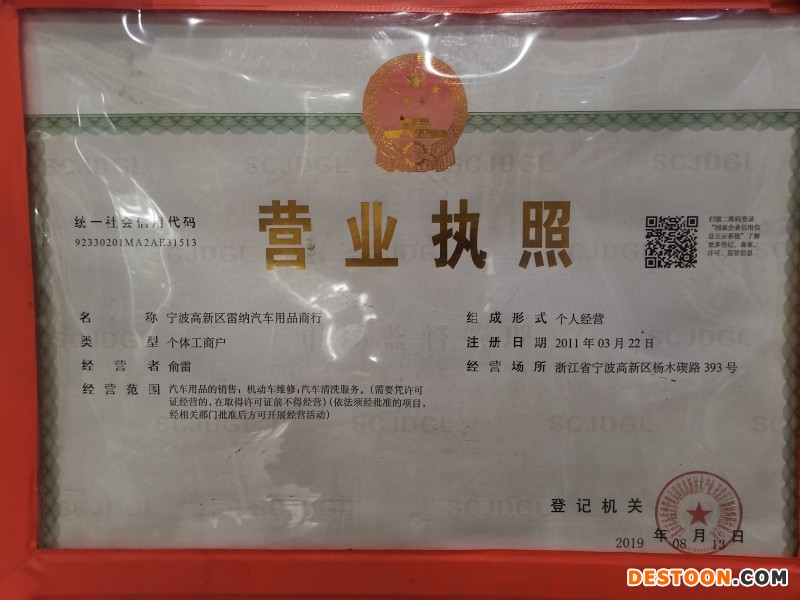 营业执照
统一社会信用代码
92330201MA2AE31513
扫描二维码登录
“国家企业信用信
息公示系统”了解
更多登记、备案、
许可、监管信息
名 称 宁波高新区雷纳汽车用品商行
类 型 个体工商户
经 营 者 俞雷
经 营 范 围 汽车用品的销售；机动车维修；汽车清洗服务。(需要凭许可
证经营的，在取得许可证前不得经营)(依法须经批准的项目，
经相关部门批准后方可开展经营活动)
组 成 形 式 个人经营
注 册 日 期 2011 年 03 月 22 日
经 营 场 所 浙江省宁波高新区杨木碶路 393 号
登 记 机 关
2019 年 08 月 13 日
SCJDGL
SCJDGL
SCJDGL
DESTOON.COM